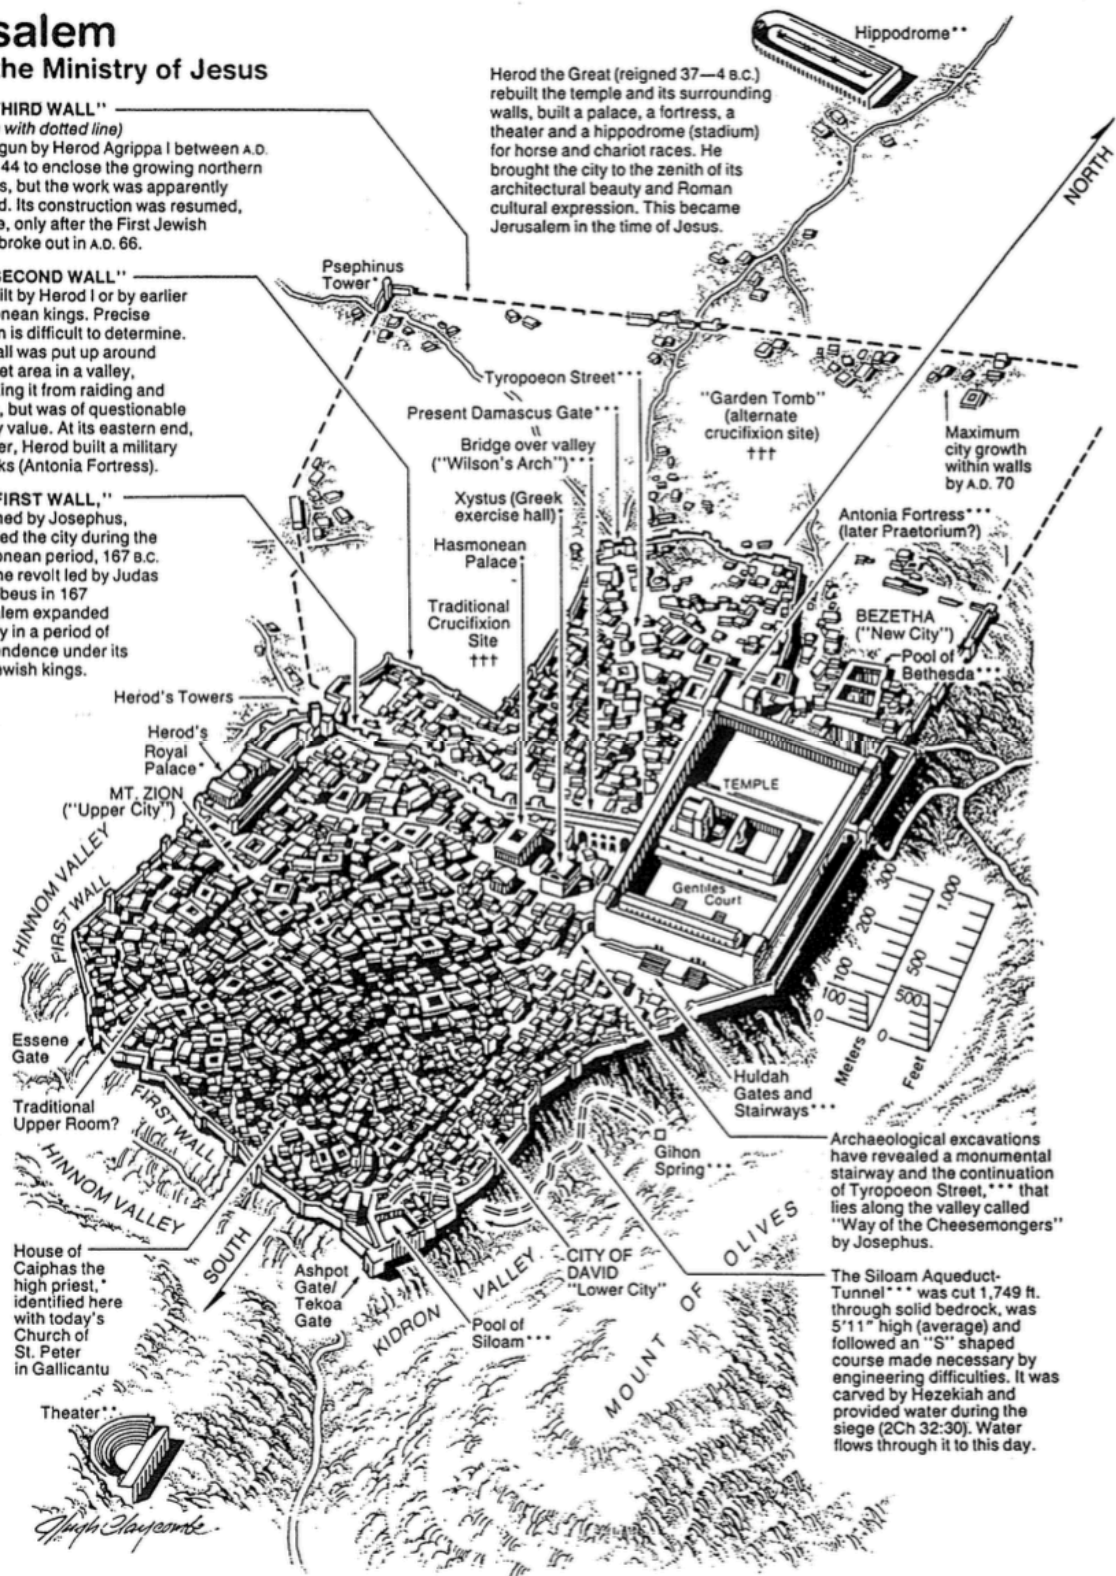 salem
the Ministry of Jesus
HIRD WALL"
with dotted line)
gun by Herod Agrippa I between A.D.
44 to enclose the growing northern
s, but the work was apparently
d. Its construction was resumed,
e, only after the First Jewish
broke out in A.D. 66.
ECOND WALL"
ilt by Herod I or by earlier
onean kings. Precise
n is difficult to determine.
all was put up around
et area in a valley,
ing it from raiding and
, but was of questionable
y value. At its eastern end,
er, Herod built a military
ks (Antonia Fortress).
FIRST WALL,"
ned by Josephus,
ed the city during the
onean period, 167 B.C.
he revolt led by Judas
beus in 167
alem expanded
y in a period of
endence under its
ewish kings.
Herod the Great (reigned 37—4 B.C.)
rebuilt the temple and its surrounding
walls, built a palace, a fortress, a
theater and a hippodrome (stadium)
for horse and chariot races. He
brought the city to the zenith of its
architectural beauty and Roman
cultural expression. This became
Jerusalem in the time of Jesus.
Hippodrome**
NORTH
Psephinus
Tower*
Tyropoeon Street***
Present Damascus Gate***
Bridge over valley
("Wilson's Arch")***
Xystus (Greek
exercise hall)*
Hasmonean
Palace*
Traditional
Crucifixion
Site
†††
"Garden Tomb"
(alternate
crucifixion site)
†††
Maximum
city growth
within walls
by A.D. 70
Antonia Fortress***
(later Praetorium?)
BEZETHA
("New City")
Pool of
Bethesda***
Herod's Towers
Herod's
Royal
Palace*
MT. ZION
("Upper City")
HINNOM VALLEY
FIRST WALL
TEMPLE
Gentiles
Court
300
200
100
100
0
Meters
1,000
500
500
0
Feet
Essene
Gate
Traditional
Upper Room?
FIRST WALL
HINNOM VALLEY
Huldah
Gates and
Stairways***
Gihon
Spring***
Archaeological excavations
have revealed a monumental
stairway and the continuation
of Tyropoeon Street,*** that
lies along the valley called
"Way of the Cheesemongers"
by Josephus.
House of
Caiphas the
high priest,*
identified here
with today's
Church of
St. Peter
in Gallicantu
SOUTH
Ashpot
Gate/
Tekoa
Gate
KIDRON VALLEY
Pool of
Siloam***
CITY OF
DAVID
"Lower City"
MOUNT OF OLIVES
The Siloam Aqueduct-
Tunnel*** was cut 1,749 ft.
through solid bedrock, was
5'11" high (average) and
followed an "S" shaped
course made necessary by
engineering difficulties. It was
carved by Hezekiah and
provided water during the
siege (2Ch 32:30). Water
flows through it to this day.
Theater**
Hugh Claycombe